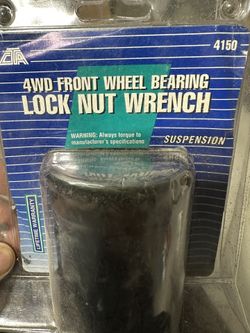 CTA
4150
4WD FRONT WHEEL BEARING
LOCK NUT WRENCH
WARNING: Always torque to
manufacturer's specifications
SUSPENSION
LIFETIME WARRANTY